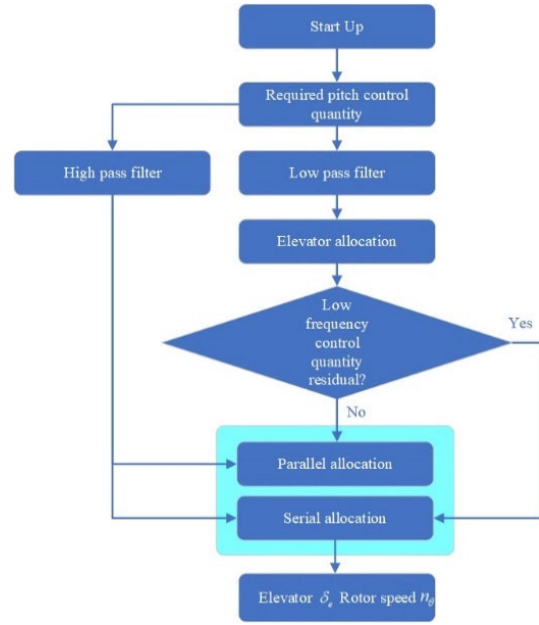 Start Up
Required pitch control
quantity
High pass filter
Low pass filter
Elevator allocation
Low
frequency
control
quantity
residual?
Yes
No
Parallel allocation
Serial allocation
Elevator δₑ Rotor speed n_θ